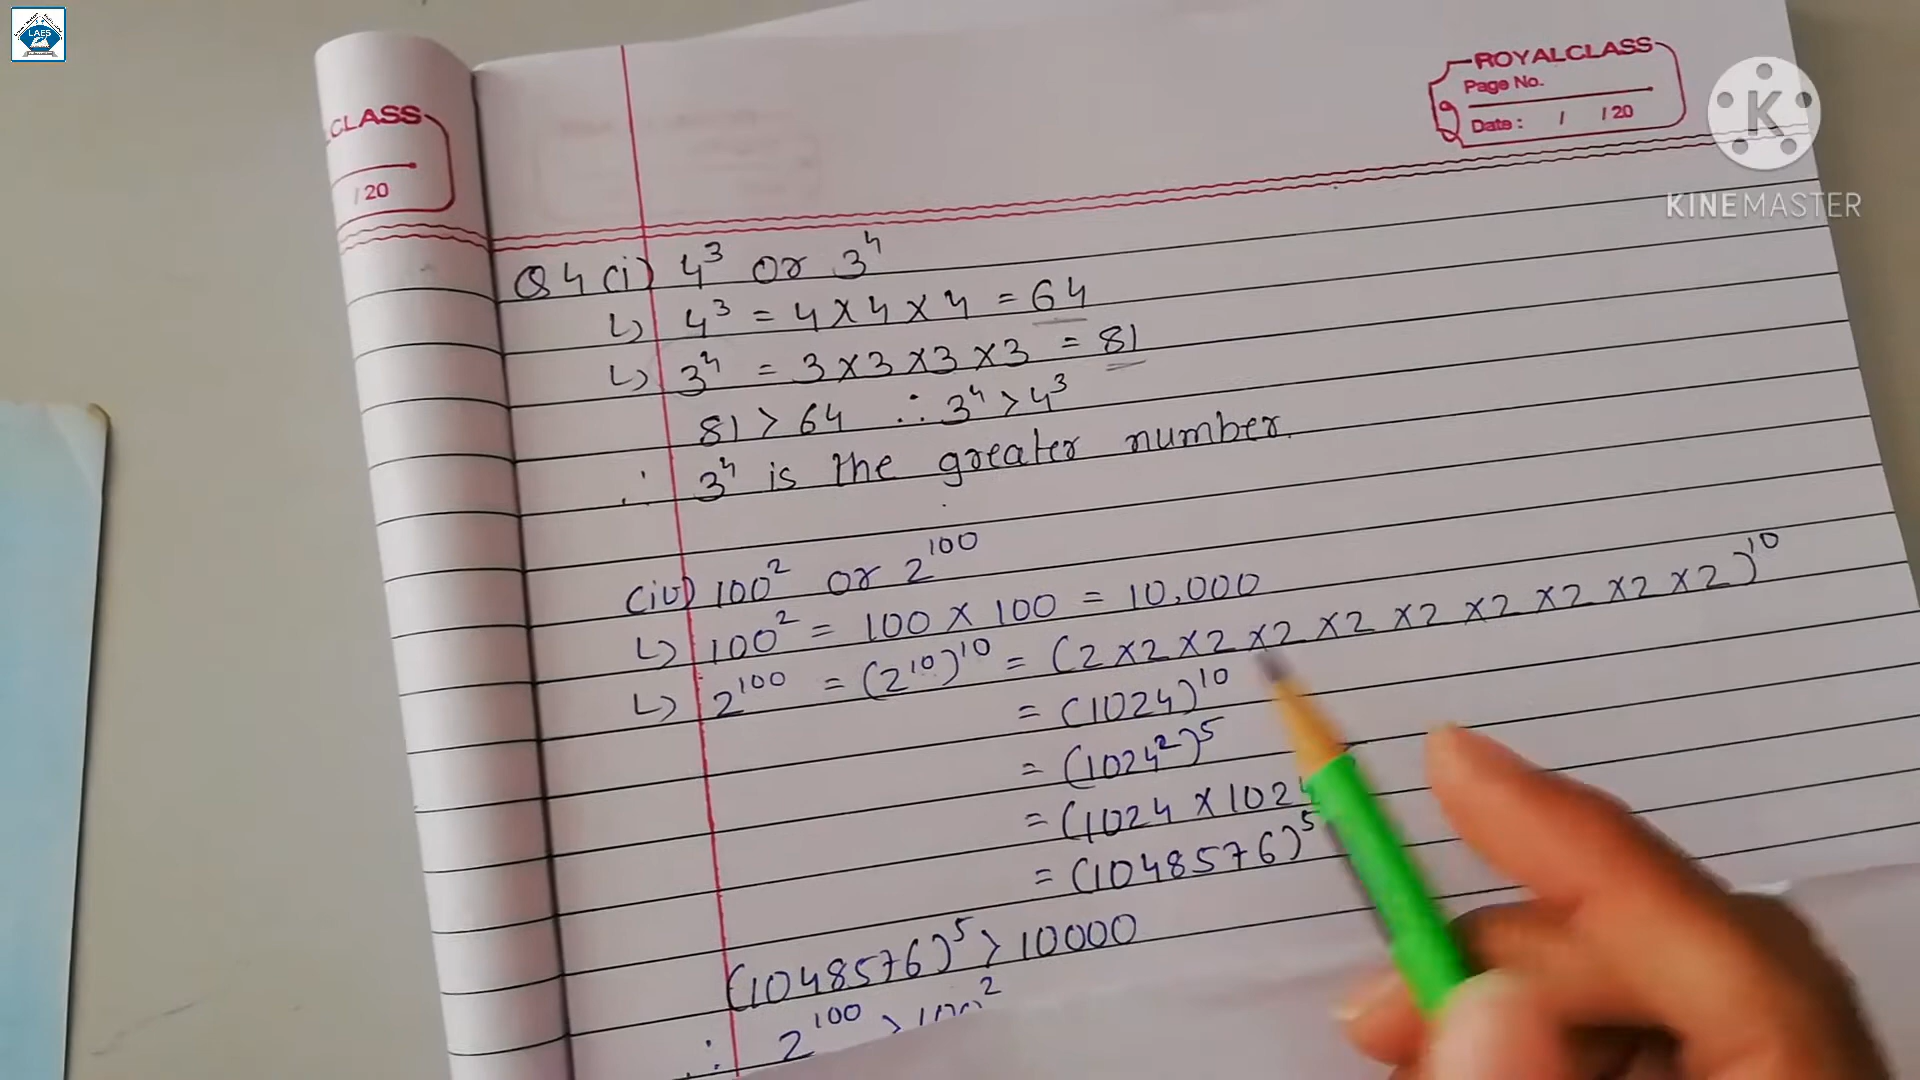 LAES
CLASS
/ 20
ROYALCLASS
Page No.
Date : / / 20
K
KINEMASTER
Q4 (i) 4³ or 3⁴
↳ 4³ = 4 × 4 × 4 = 64
↳ 3⁴ = 3 × 3 × 3 × 3 = 81
81 > 64 ∴ 3⁴ > 4³
∴ 3⁴ is the greater number.
(iv) 100² or 2¹⁰⁰
↳ 100² = 100 × 100 = 10,000
↳ 2¹⁰⁰ = (2¹⁰)¹⁰ = (2 × 2 × 2 × 2 × 2 × 2 × 2 × 2 × 2 × 2)¹⁰
= (1024)¹⁰
= (1024²)⁵
= (1024 × 102
= (1048576)⁵
(1048576)⁵ > 10000
∴ 2¹⁰⁰ > 100²